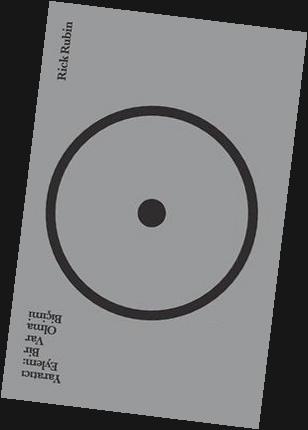 Rick Rubin
Yaratıcı
Eylem:
Bir
Var
Olma
Biçimi